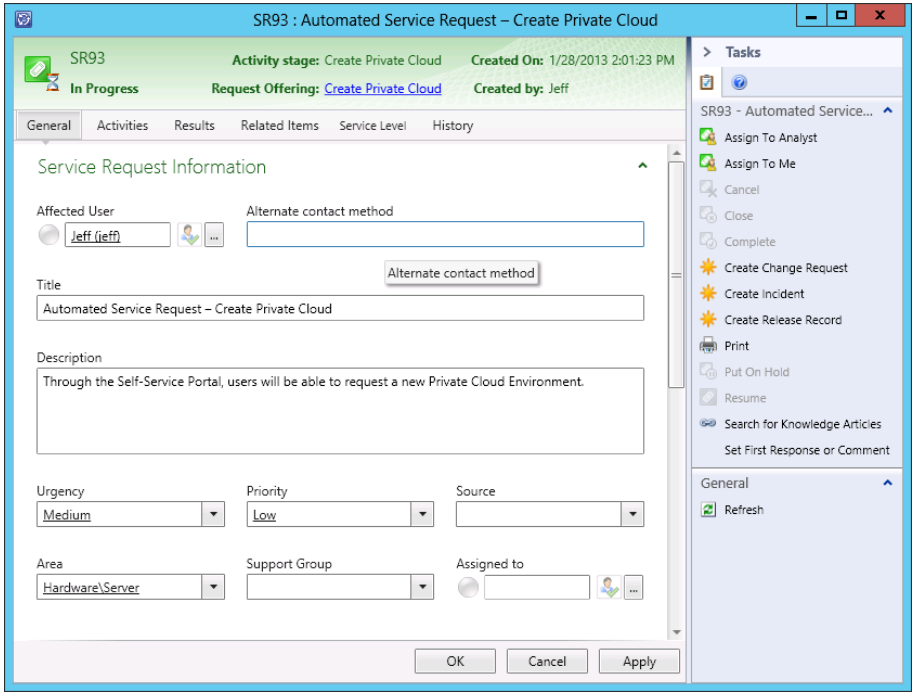 SR93 : Automated Service Request – Create Private Cloud
SR93
Activity stage: Create Private Cloud
Created On: 1/28/2013 2:01:23 PM
In Progress
Request Offering: Create Private Cloud
Created by: Jeff
General Activities Results Related Items Service Level History
Service Request Information
Affected User
Alternate contact method
Jeff (jeff)
...
Alternate contact method
Title
Automated Service Request – Create Private Cloud
Description
Through the Self-Service Portal, users will be able to request a new Private Cloud Environment.
Urgency Priority Source
Medium Low
Area Support Group Assigned to
Hardware\Server
...
OK Cancel Apply
> Tasks
SR93 - Automated Service...
Assign To Analyst
Assign To Me
Cancel
Close
Complete
Create Change Request
Create Incident
Create Release Record
Print
Put On Hold
Resume
Search for Knowledge Articles
Set First Response or Comment
General
Refresh